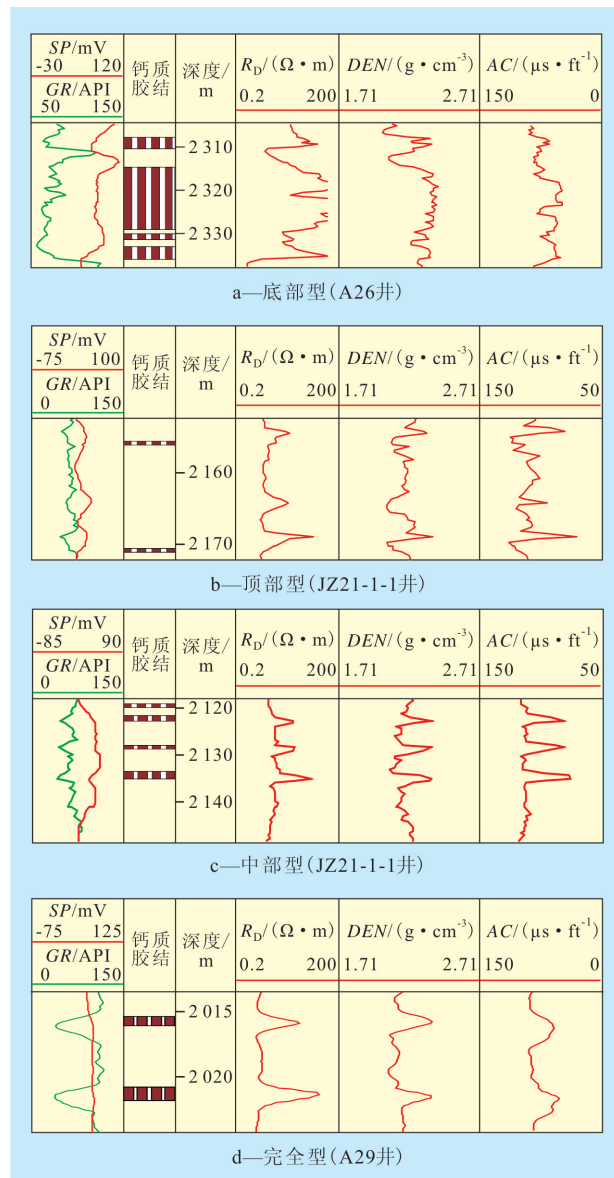 SP/mV
-30 120
GR/API
50 150
钙质
胶结
深度/
m
R_D/(Ω·m)
0.2 200
DEN/(g·cm⁻³)
1.71 2.71
AC/(μs·ft⁻¹)
150 0
2 310
2 320
2 330
a—底部型(A26井)
SP/mV
-75 100
GR/API
0 150
钙质
胶结
深度/
m
R_D/(Ω·m)
0.2 200
DEN/(g·cm⁻³)
1.71 2.71
AC/(μs·ft⁻¹)
150 50
2 160
2 170
b—顶部型(JZ21-1-1井)
SP/mV
-85 90
GR/API
0 150
钙质
胶结
深度/
m
R_D/(Ω·m)
0.2 200
DEN/(g·cm⁻³)
1.71 2.71
AC/(μs·ft⁻¹)
150 50
2 120
2 130
2 140
c—中部型(JZ21-1-1井)
SP/mV
-75 125
GR/API
0 150
钙质
胶结
深度/
m
R_D/(Ω·m)
0.2 200
DEN/(g·cm⁻³)
1.71 2.71
AC/(μs·ft⁻¹)
150 0
2 015
2 020
d—完全型(A29井)